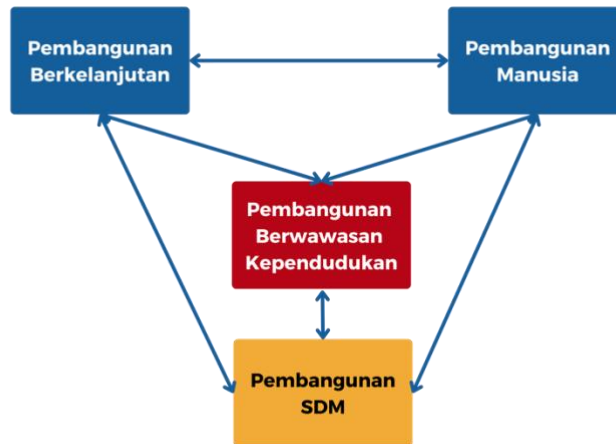 Pembangunan
Berkelanjutan
Pembangunan
Manusia
Pembangunan
Berwawasan
Kependudukan
Pembangunan
SDM